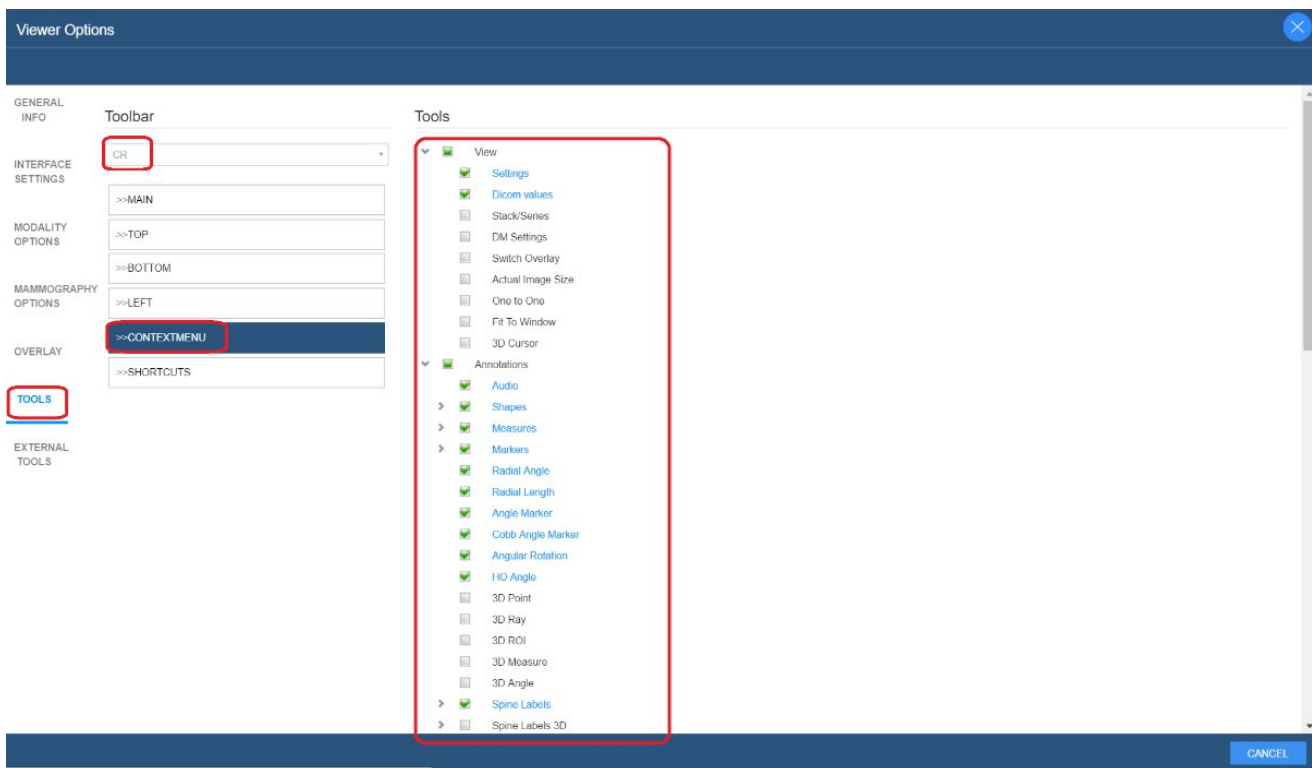 Viewer Options
GENERAL
INFO
INTERFACE
SETTINGS
MODALITY
OPTIONS
MAMMOGRAPHY
OPTIONS
OVERLAY
TOOLS
EXTERNAL
TOOLS
Toolbar
CR
>>MAIN
>>TOP
>>BOTTOM
>>LEFT
>>CONTEXTMENU
>>SHORTCUTS
Tools
View
Settings
Dicom values
Stack/Series
DM Settings
Switch Overlay
Actual Image Size
One to One
Fit To Window
3D Cursor
Annotations
Audio
Shapes
Measures
Markers
Radial Angle
Radial Length
Angle Marker
Cobb Angle Marker
Angular Rotation
HO Angle
3D Point
3D Ray
3D ROI
3D Measure
3D Angle
Spine Labels
Spine Labels 3D
CANCEL